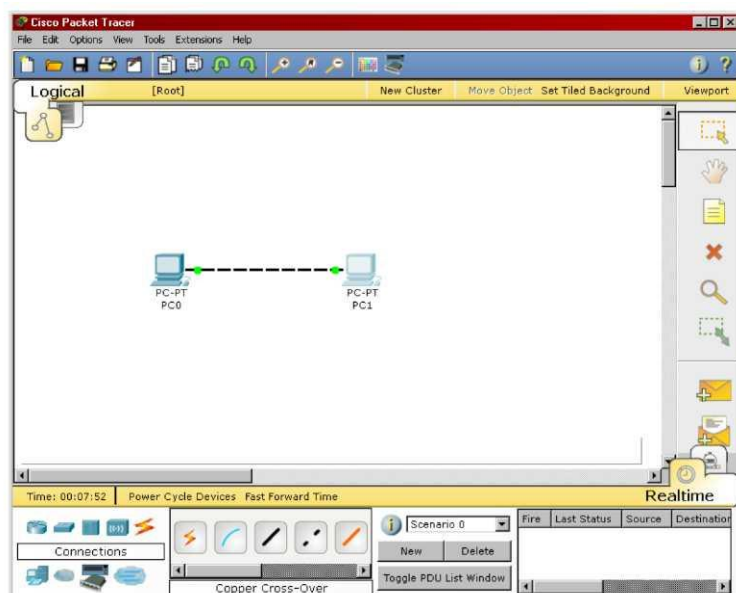 Cisco Packet Tracer
File Edit Options View Tools Extensions Help
Logical [Root] New Cluster Move Object Set Tiled Background Viewport
PC-PT PC-PT
PC0 PC1
Time: 00:07:52 Power Cycle Devices Fast Forward Time Realtime
Scenario 0 Fire Last Status Source Destination
Connections New Delete
Toggle PDU List Window
Copper Cross-Over